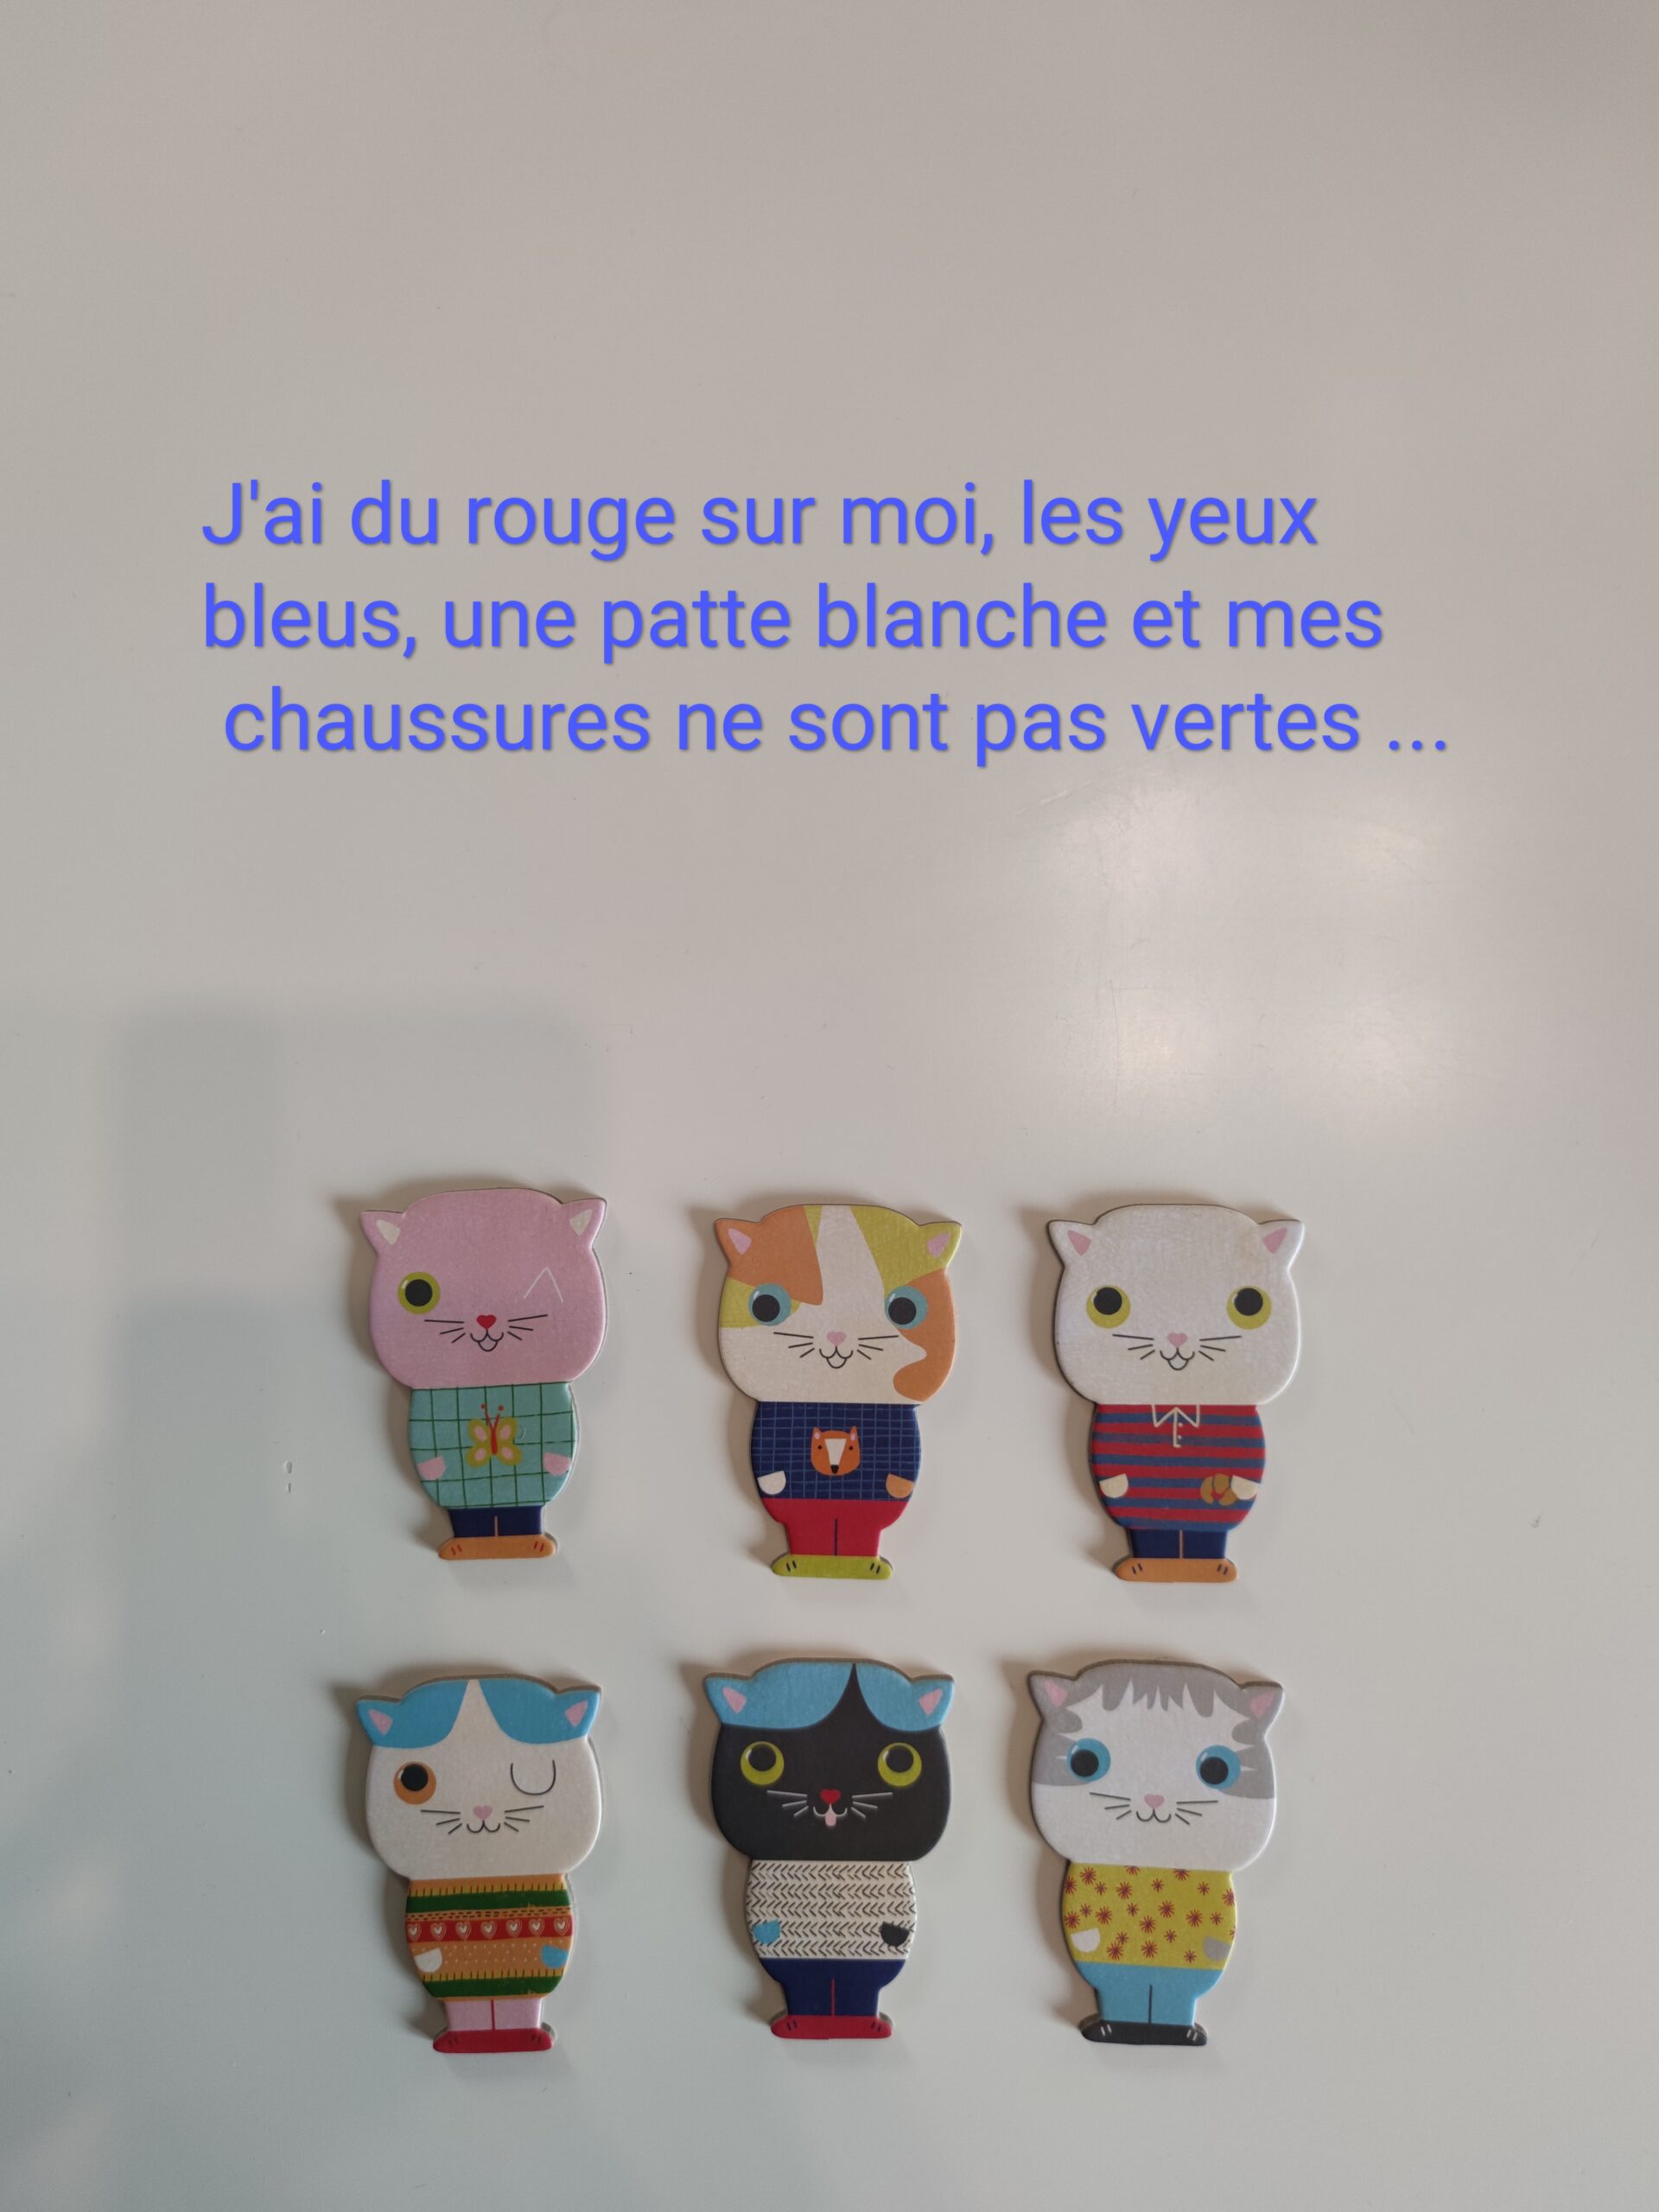 J'ai du rouge sur moi, les yeux
bleus, une patte blanche et mes
chaussures ne sont pas vertes ...